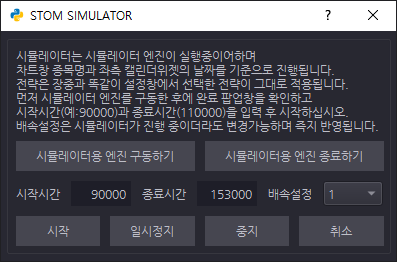 STOM SIMULATOR
?
시뮬레이터는 시뮬레이터 엔진이 실행중이어하며
차트창 종목명과 좌측 캘린더위젯의 날짜를 기준으로 진행됩니다.
전략은 장중과 똑같이 설정창에서 선택한 전략이 그대로 적용됩니다.
먼저 시뮬레이터 엔진을 구동한 후에 완료 팝업창을 확인하고
시작시간(예:90000)과 종료시간(110000)을 입력 후 시작하십시오.
배속설정은 시뮬레이터가 진행 중이더라도 변경가능하며 즉지 반영됩니다.
시뮬레이터용 엔진 구동하기 시뮬레이터용 엔진 종료하기
시작시간 90000 종료시간 153000 배속설정 1
시작 일시정지 중지 취소